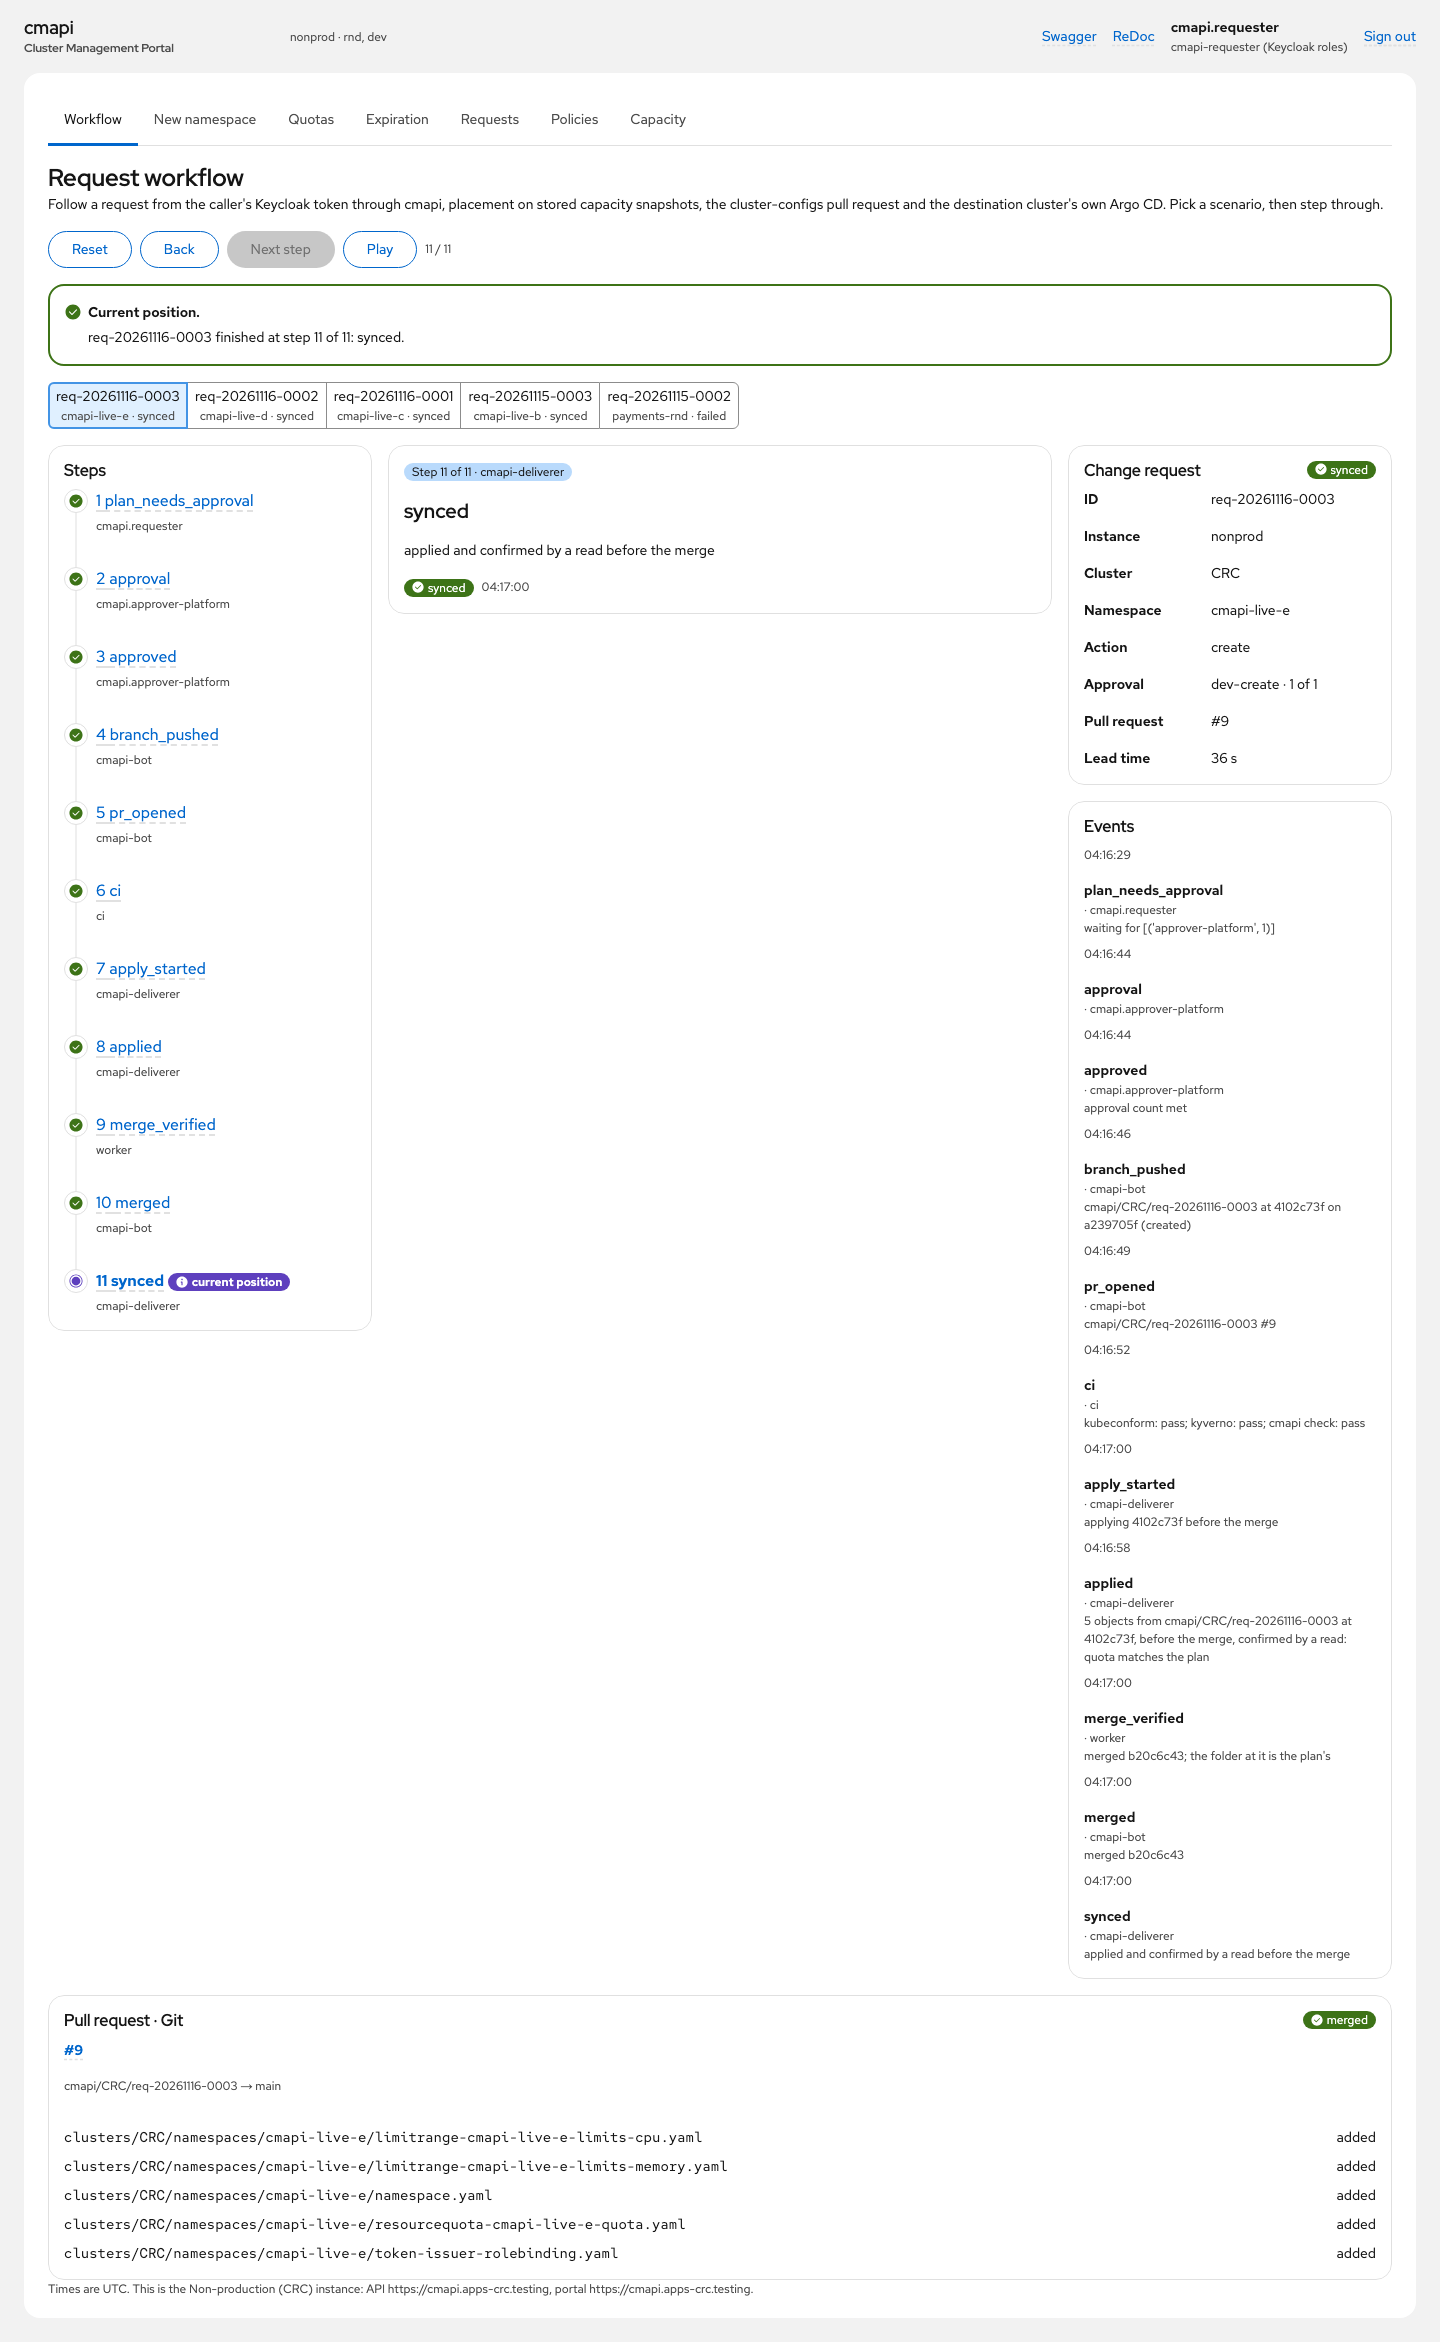 cmapi
Cluster Management Portal
nonprod · rnd, dev
Swagger
ReDoc
cmapi.requester
cmapi-requester (Keycloak roles)
Sign out
Workflow
New namespace
Quotas
Expiration
Requests
Policies
Capacity
Request workflow
Follow a request from the caller's Keycloak token through cmapi, placement on stored capacity snapshots, the cluster-configs pull request and the destination cluster's own Argo CD. Pick a scenario, then step through.
Reset
Back
Next step
Play
11 / 11
Current position.
req-20261116-0003 finished at step 11 of 11: synced.
req-20261116-0003
cmapi-live-e · synced
req-20261116-0002
cmapi-live-d · synced
req-20261116-0001
cmapi-live-c · synced
req-20261115-0003
cmapi-live-b · synced
req-20261115-0002
payments-rnd · failed
Steps
1 plan_needs_approval
cmapi.requester
2 approval
cmapi.approver-platform
3 approved
cmapi.approver-platform
4 branch_pushed
cmapi-bot
5 pr_opened
cmapi-bot
6 ci
ci
7 apply_started
cmapi-deliverer
8 applied
cmapi-deliverer
9 merge_verified
worker
10 merged
cmapi-bot
11 synced
current position
cmapi-deliverer
Step 11 of 11 · cmapi-deliverer
synced
applied and confirmed by a read before the merge
synced
04:17:00
Change request
synced
ID
req-20261116-0003
Instance
nonprod
Cluster
CRC
Namespace
cmapi-live-e
Action
create
Approval
dev-create · 1 of 1
Pull request
#9
Lead time
36 s
Events
04:16:29
plan_needs_approval
· cmapi.requester
waiting for [('approver-platform', 1)]
04:16:44
approval
· cmapi.approver-platform
04:16:44
approved
· cmapi.approver-platform
approval count met
04:16:46
branch_pushed
· cmapi-bot
cmapi/CRC/req-20261116-0003 at 4102c73f on
a239705f (created)
04:16:49
pr_opened
· cmapi-bot
cmapi/CRC/req-20261116-0003 #9
04:16:52
ci
· ci
kubeconform: pass; kyverno: pass; cmapi check: pass
04:17:00
apply_started
· cmapi-deliverer
applying 4102c73f before the merge
04:16:58
applied
· cmapi-deliverer
5 objects from cmapi/CRC/req-20261116-0003 at
4102c73f, before the merge, confirmed by a read:
quota matches the plan
04:17:00
merge_verified
· worker
merged b20c6c43; the folder at it is the plan's
04:17:00
merged
· cmapi-bot
merged b20c6c43
04:17:00
synced
· cmapi-deliverer
applied and confirmed by a read before the merge
Pull request · Git
merged
#9
cmapi/CRC/req-20261116-0003 → main
clusters/CRC/namespaces/cmapi-live-e/limitrange-cmapi-live-e-limits-cpu.yaml
added
clusters/CRC/namespaces/cmapi-live-e/limitrange-cmapi-live-e-limits-memory.yaml
added
clusters/CRC/namespaces/cmapi-live-e/namespace.yaml
added
clusters/CRC/namespaces/cmapi-live-e/resourcequota-cmapi-live-e-quota.yaml
added
clusters/CRC/namespaces/cmapi-live-e/token-issuer-rolebinding.yaml
added
Times are UTC. This is the Non-production (CRC) instance: API https://cmapi.apps-crc.testing, portal https://cmapi.apps-crc.testing.